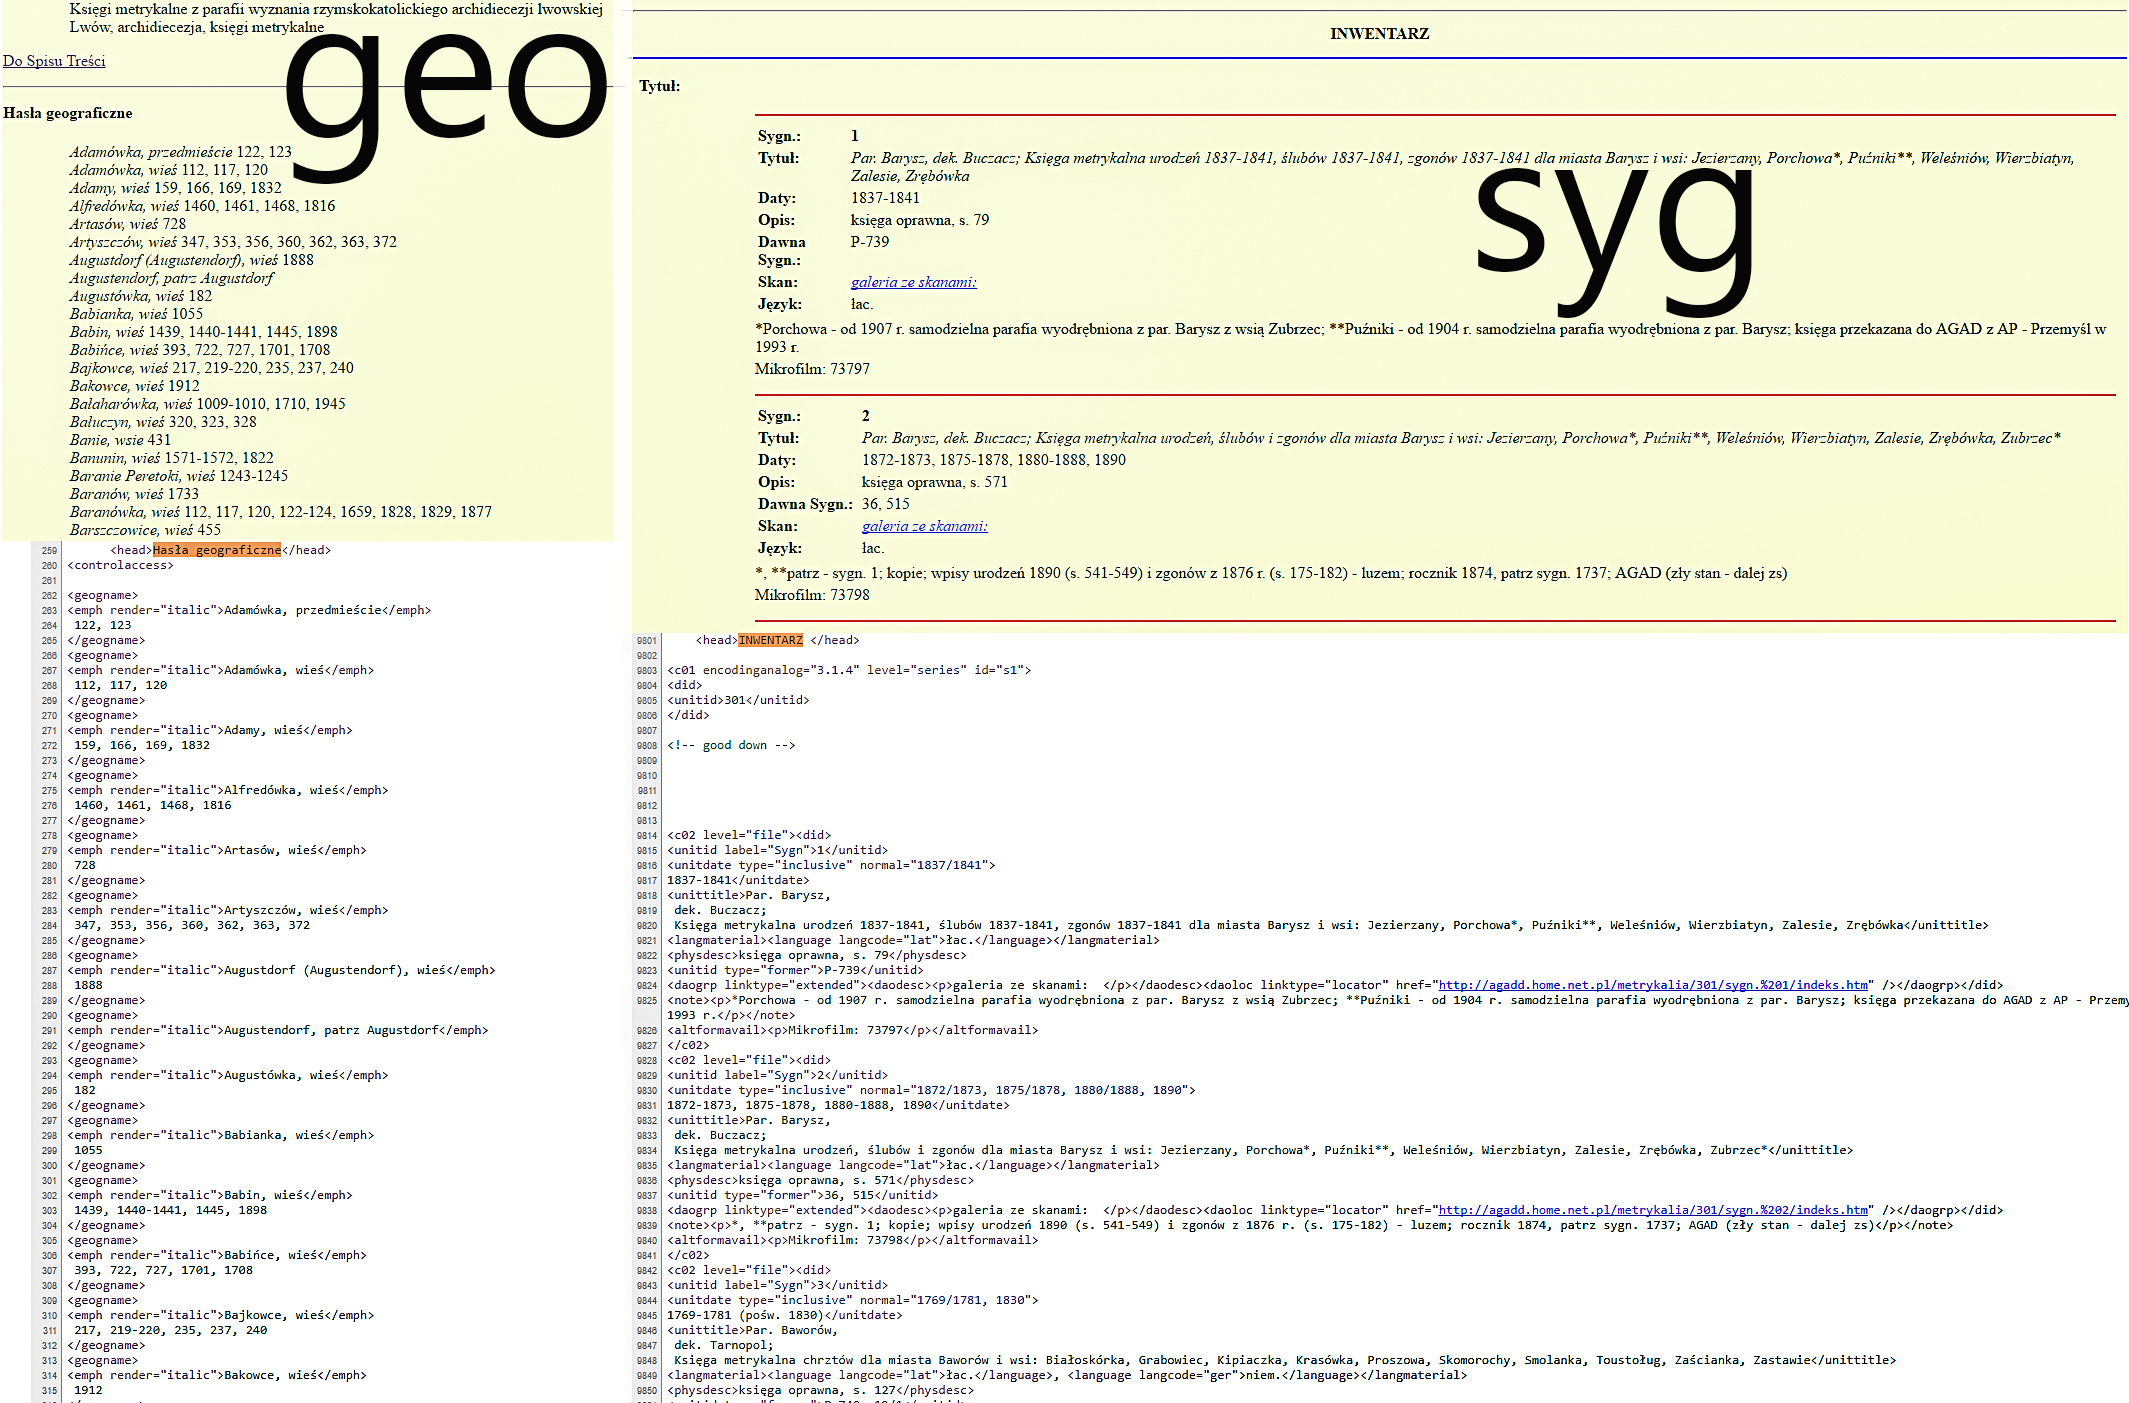 Księgi metrykalne z parafii wyznania rzymskokatolickiego archidiecezji lwowskiej
Lwów, archidiecezja, księgi metrykalne
geo
Do Spisu Treści
Hasła geograficzne
Adamówka, przedmieście 122, 123
Adamówka, wieś 112, 117, 120
Adamy, wieś 159, 166, 169, 1832
Alfredówka, wieś 1460, 1461, 1468, 1816
Artasów, wieś 728
Artyszczów, wieś 347, 353, 356, 360, 362, 363, 372
Augustdorf (Augustendorf), wieś 1888
Augustendorf, patrz Augustdorf
Augustówka, wieś 182
Babianka, wieś 1055
Babin, wieś 1439, 1440-1441, 1445, 1898
Babińce, wieś 393, 722, 727, 1701, 1708
Bajkowce, wieś 217, 219-220, 235, 237, 240
Bakowce, wieś 1912
Bałaharówka, wieś 1009-1010, 1710, 1945
Bałuczyn, wieś 320, 323, 328
Banie, wsie 431
Banunin, wieś 1571-1572, 1822
Baranie Peretoki, wieś 1243-1245
Baranów, wieś 1733
Baranówka, wieś 112, 117, 120, 122-124, 1659, 1828, 1829, 1877
Barszczowice, wieś 455
259 <head>Hasła geograficzne</head>
260 <controlaccess>
261
262 <geogname>
263 <emph render="italic">Adamówka, przedmieście</emph>
264 122, 123
265 </geogname>
266 <geogname>
267 <emph render="italic">Adamówka, wieś</emph>
268 112, 117, 120
269 </geogname>
270 <geogname>
271 <emph render="italic">Adamy, wieś</emph>
272 159, 166, 169, 1832
273 </geogname>
274 <geogname>
275 <emph render="italic">Alfredówka, wieś</emph>
276 1460, 1461, 1468, 1816
277 </geogname>
278 <geogname>
279 <emph render="italic">Artasów, wieś</emph>
280 728
281 </geogname>
282 <geogname>
283 <emph render="italic">Artyszczów, wieś</emph>
284 347, 353, 356, 360, 362, 363, 372
285 </geogname>
286 <geogname>
287 <emph render="italic">Augustdorf (Augustendorf), wieś</emph>
288 1888
289 </geogname>
290 <geogname>
291 <emph render="italic">Augustendorf, patrz Augustdorf</emph>
292 </geogname>
293 <geogname>
294 <emph render="italic">Augustówka, wieś</emph>
295 182
296 </geogname>
297 <geogname>
298 <emph render="italic">Babianka, wieś</emph>
299 1055
300 </geogname>
301 <geogname>
302 <emph render="italic">Babin, wieś</emph>
303 1439, 1440-1441, 1445, 1898
304 </geogname>
305 <geogname>
306 <emph render="italic">Babińce, wieś</emph>
307 393, 722, 727, 1701, 1708
308 </geogname>
309 <geogname>
310 <emph render="italic">Bajkowce, wieś</emph>
311 217, 219-220, 235, 237, 240
312 </geogname>
313 <geogname>
314 <emph render="italic">Bakowce, wieś</emph>
315 1912
INWENTARZ
Tytuł:
Sygn.: 1
Tytuł: Par. Barysz, dek. Buczacz; Księga metrykalna urodzeń 1837-1841, ślubów 1837-1841, zgonów 1837-1841 dla miasta Barysz i wsi: Jezierzany, Porchowa*, Puźniki**, Weleśniów, Wierzbiatyn,
Zalesie, Zrębówka
syg
Daty: 1837-1841
Opis: księga oprawna, s. 79
Dawna P-739
Sygn.:
Skan: galeria ze skanami:
Język: łac.
*Porchowa - od 1907 r. samodzielna parafia wyodrębniona z par. Barysz z wsią Zubrzec; **Puźniki - od 1904 r. samodzielna parafia wyodrębniona z par. Barysz; księga przekazana do AGAD z AP - Przemyśl w
1993 r.
Mikrofilm: 73797
Sygn.: 2
Tytuł: Par. Barysz, dek. Buczacz; Księga metrykalna urodzeń, ślubów i zgonów dla miasta Barysz i wsi: Jezierzany, Porchowa*, Puźniki**, Weleśniów, Wierzbiatyn, Zalesie, Zrębówka, Zubrzec*
Daty: 1872-1873, 1875-1878, 1880-1888, 1890
Opis: księga oprawna, s. 571
Dawna Sygn.: 36, 515
Skan: galeria ze skanami:
Język: łac.
*, **patrz - sygn. 1; kopie; wpisy urodzeń 1890 (s. 541-549) i zgonów z 1876 r. (s. 175-182) - luzem; rocznik 1874, patrz sygn. 1737; AGAD (zły stan - dalej zs)
Mikrofilm: 73798
9801 <head>INWENTARZ </head>
9802
9803 <c01 encodinganalog="3.1.4" level="series" id="s1">
9804 <did>
9805 <unitid>301</unitid>
9806 </did>
9807
9808 <!-- good down -->
9809
9810
9811
9812
9813
9814 <c02 level="file"><did>
9815 <unitid label="Sygn">1</unitid>
9816 <unitdate type="inclusive" normal="1837/1841">
9817 1837-1841</unitdate>
9818 <unittitle>Par. Barysz,
9819 dek. Buczacz;
9820 Księga metrykalna urodzeń 1837-1841, ślubów 1837-1841, zgonów 1837-1841 dla miasta Barysz i wsi: Jezierzany, Porchowa*, Puźniki**, Weleśniów, Wierzbiatyn, Zalesie, Zrębówka</unittitle>
9821 <langmaterial><language langcode="lat">łac.</language></langmaterial>
9822 <physdesc>księga oprawna, s. 79</physdesc>
9823 <unitid type="former">P-739</unitid>
9824 <daogrp linktype="extended"><daodesc><p>galeria ze skanami: </p></daodesc><daoloc linktype="locator" href="http://agadd.home.net.pl/metrykalia/301/sygn.%201/indeks.htm" /></daogrp></did>
9825 <note><p>*Porchowa - od 1907 r. samodzielna parafia wyodrębniona z par. Barysz z wsią Zubrzec; **Puźniki - od 1904 r. samodzielna parafia wyodrębniona z par. Barysz; księga przekazana do AGAD z AP - Przemy
1993 r.</p></note>
9826 <altformavail><p>Mikrofilm: 73797</p></altformavail>
9827 </c02>
9828 <c02 level="file"><did>
9829 <unitid label="Sygn">2</unitid>
9830 <unitdate type="inclusive" normal="1872/1873, 1875/1878, 1880/1888, 1890">
9831 1872-1873, 1875-1878, 1880-1888, 1890</unitdate>
9832 <unittitle>Par. Barysz,
9833 dek. Buczacz;
9834 Księga metrykalna urodzeń, ślubów i zgonów dla miasta Barysz i wsi: Jezierzany, Porchowa*, Puźniki**, Weleśniów, Wierzbiatyn, Zalesie, Zrębówka, Zubrzec*</unittitle>
9835 <langmaterial><language langcode="lat">łac.</language></langmaterial>
9836 <physdesc>księga oprawna, s. 571</physdesc>
9837 <unitid type="former">36, 515</unitid>
9838 <daogrp linktype="extended"><daodesc><p>galeria ze skanami: </p></daodesc><daoloc linktype="locator" href="http://agadd.home.net.pl/metrykalia/301/sygn.%202/indeks.htm" /></daogrp></did>
9839 <note><p>*, **patrz - sygn. 1; kopie; wpisy urodzeń 1890 (s. 541-549) i zgonów z 1876 r. (s. 175-182) - luzem; rocznik 1874, patrz sygn. 1737; AGAD (zły stan - dalej zs)</p></note>
9840 <altformavail><p>Mikrofilm: 73798</p></altformavail>
9841 </c02>
9842 <c02 level="file"><did>
9843 <unitid label="Sygn">3</unitid>
9844 <unitdate type="inclusive" normal="1769/1781, 1830">
9845 1769-1781 (pośw. 1830)</unitdate>
9846 <unittitle>Par. Baworów,
9847 dek. Tarnopol;
9848 Księga metrykalna chrztów dla miasta Baworów i wsi: Białoskórka, Grabowiec, Kipiaczka, Krasówka, Proszowa, Skomorochy, Smolanka, Toustoług, Zaścianka, Zastawie</unittitle>
9849 <langmaterial><language langcode="lat">łac.</language>, <language langcode="ger">niem.</language></langmaterial>
9850 <physdesc>księga oprawna, s. 127</physdesc>